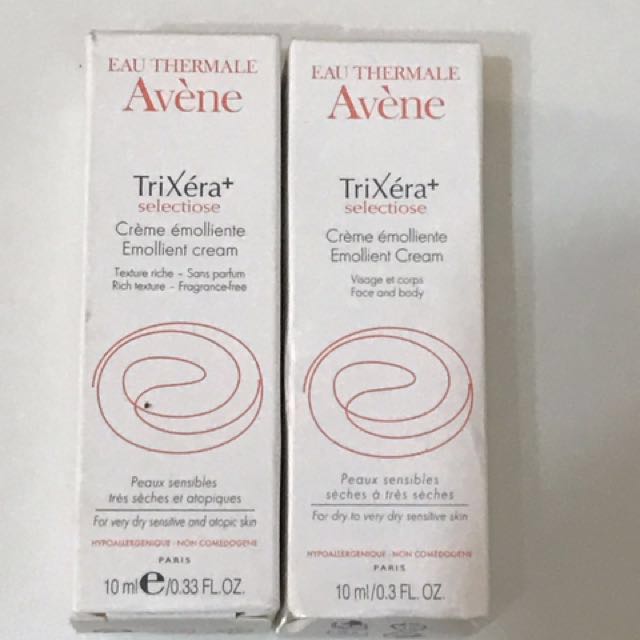 EAU THERMALE
Avène
TriXéra+
selectiose
Crème émolliente
Emollient cream
Texture riche – Sans parfum
Rich texture – Fragrance-free
Peaux sensibles
très sèches et atopiques
For very dry sensitive and atopic skin
HYPOALLERGENIQUE - NON COMÉDOGENE
PARIS
10 ml e/0.33 FL.OZ.
EAU THERMALE
Avène
TriXéra+
selectiose
Crème émolliente
Emollient Cream
Visage et corps
Face and body
Peaux sensibles
sèches à très sèches
For dry to very dry sensitive skin
HYPOALLERGENIQUE - NON COMÉDOGENE
PARIS
10 ml/0.3 FL.OZ.